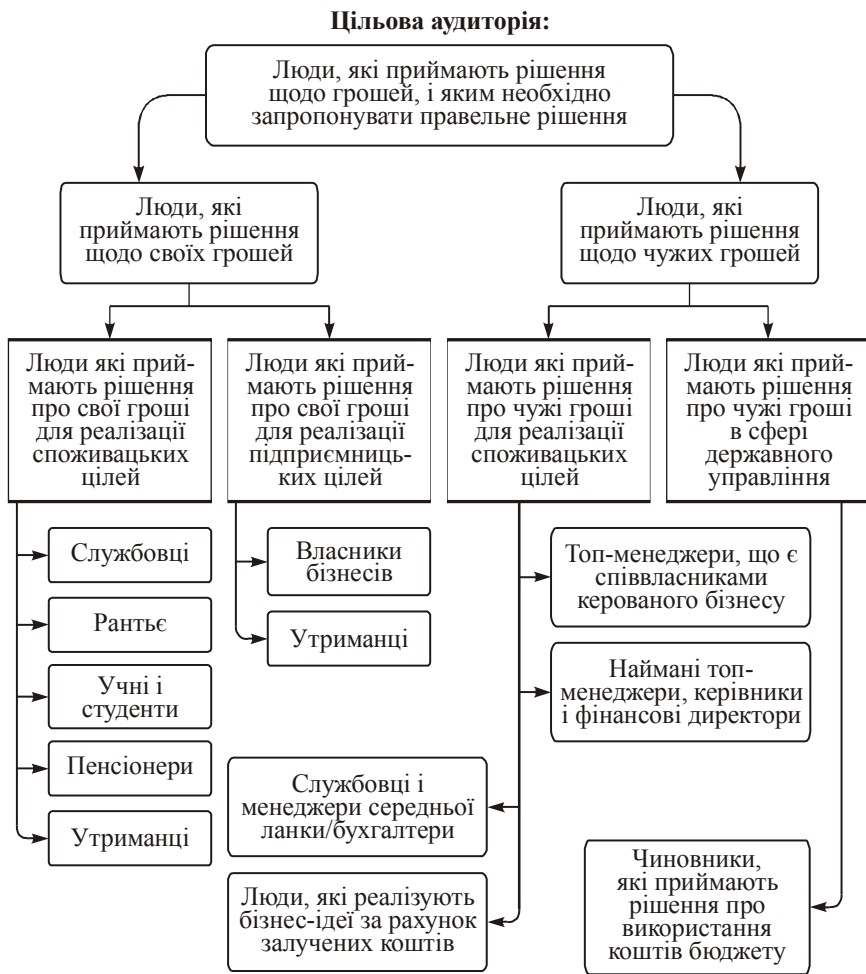 Цільова аудиторія:
Люди, які приймають рішення
щодо грошей, і яким необхідно
запропонувати правельне рішення
Люди, які
приймають рішення
щодо своїх грошей
Люди, які
приймають рішення
щодо чужих грошей
Люди які прий-
мають рішення
про свої гроші
для реалізації
споживацьких
цілей
Люди які прий-
мають рішення
про свої гроші
для реалізації
підприємниць-
ких цілей
Люди які прий-
мають рішення
про чужі гроші
для реалізації
споживацьких
цілей
Люди які прий-
мають рішення
про чужі гроші
в сфері
державного
управління
Службовці
Рантьє
Учні і
студенти
Пенсіонери
Утриманці
Власники
бізнесів
Утриманці
Топ-менеджери, що є
співвласниками
керованого бізнесу
Наймані топ-
менеджери, керівники
і фінансові директори
Службовці і
менеджери середньої
ланки/бухгалтери
Люди, які реалізують
бізнес-ідеї за рахунок
залучених коштів
Чиновники,
які приймають
рішення про
використання
коштів бюджету